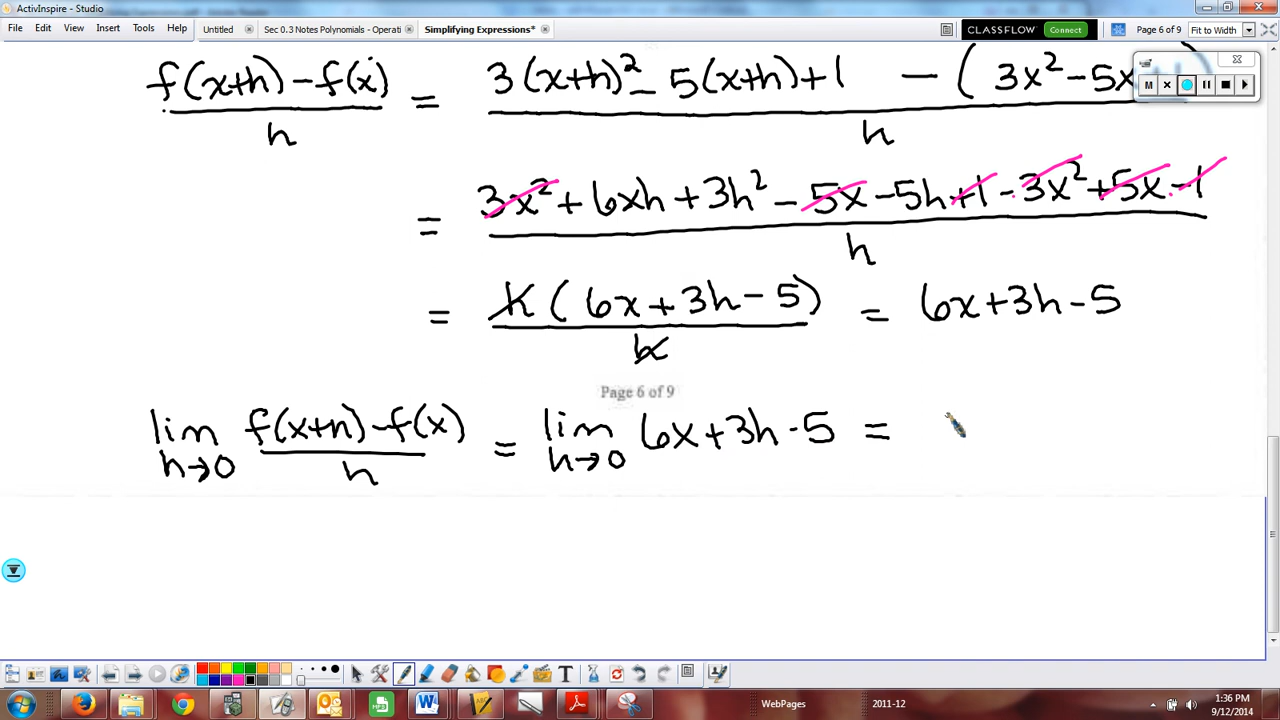 ActivInspire - Studio
File Edit View Insert Tools Help Untitled Sec 0.3 Notes Polynomials - Operati Simplifying Expressions* CLASSFLOW Connect Page 6 of 9 Fit to Width
f(x+h)-f(x) / h = 3(x+h)² - 5(x+h)+1 - (3x²-5x / h
M
= 3x² + 6xh + 3h² - 5x - 5h + 1 - 3x² + 5x - 1 / h
= h(6x+3h-5) / h = 6x+3h-5
Page 6 of 9
lim h→0 f(x+h)-f(x) / h = lim h→0 6x+3h-5 =
WebPages 2011-12 1:36 PM
9/12/2014